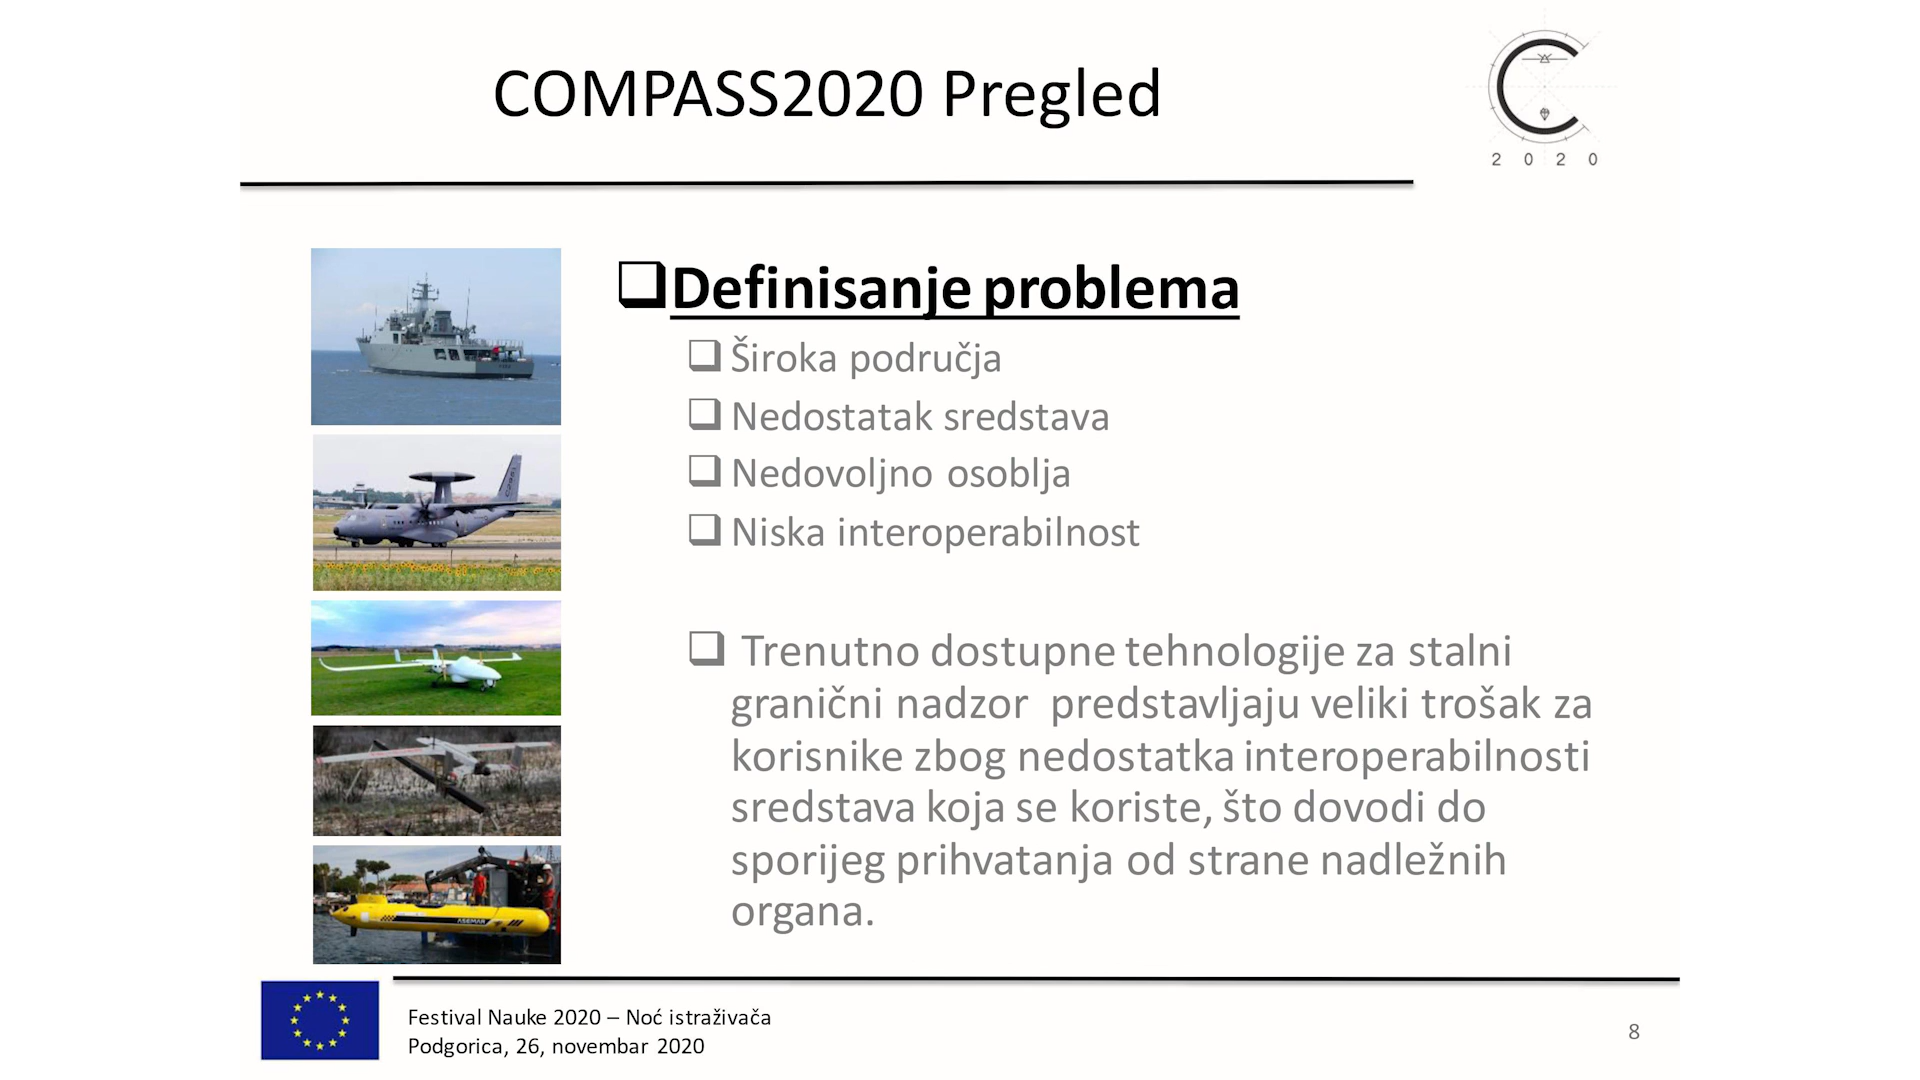 COMPASS2020 Pregled
2 0 2 0
Definisanje problema
Široka područja
Nedostatak sredstava
Nedovoljno osoblja
Niska interoperabilnost
Trenutno dostupne tehnologije za stalni
granični nadzor predstavljaju veliki trošak za
korisnike zbog nedostatka interoperabilnosti
sredstava koja se koriste, što dovodi do
sporijeg prihvatanja od strane nadležnih
organa.
ASEMAR
Festival Nauke 2020 – Noć istraživača
Podgorica, 26, novembar 2020
8